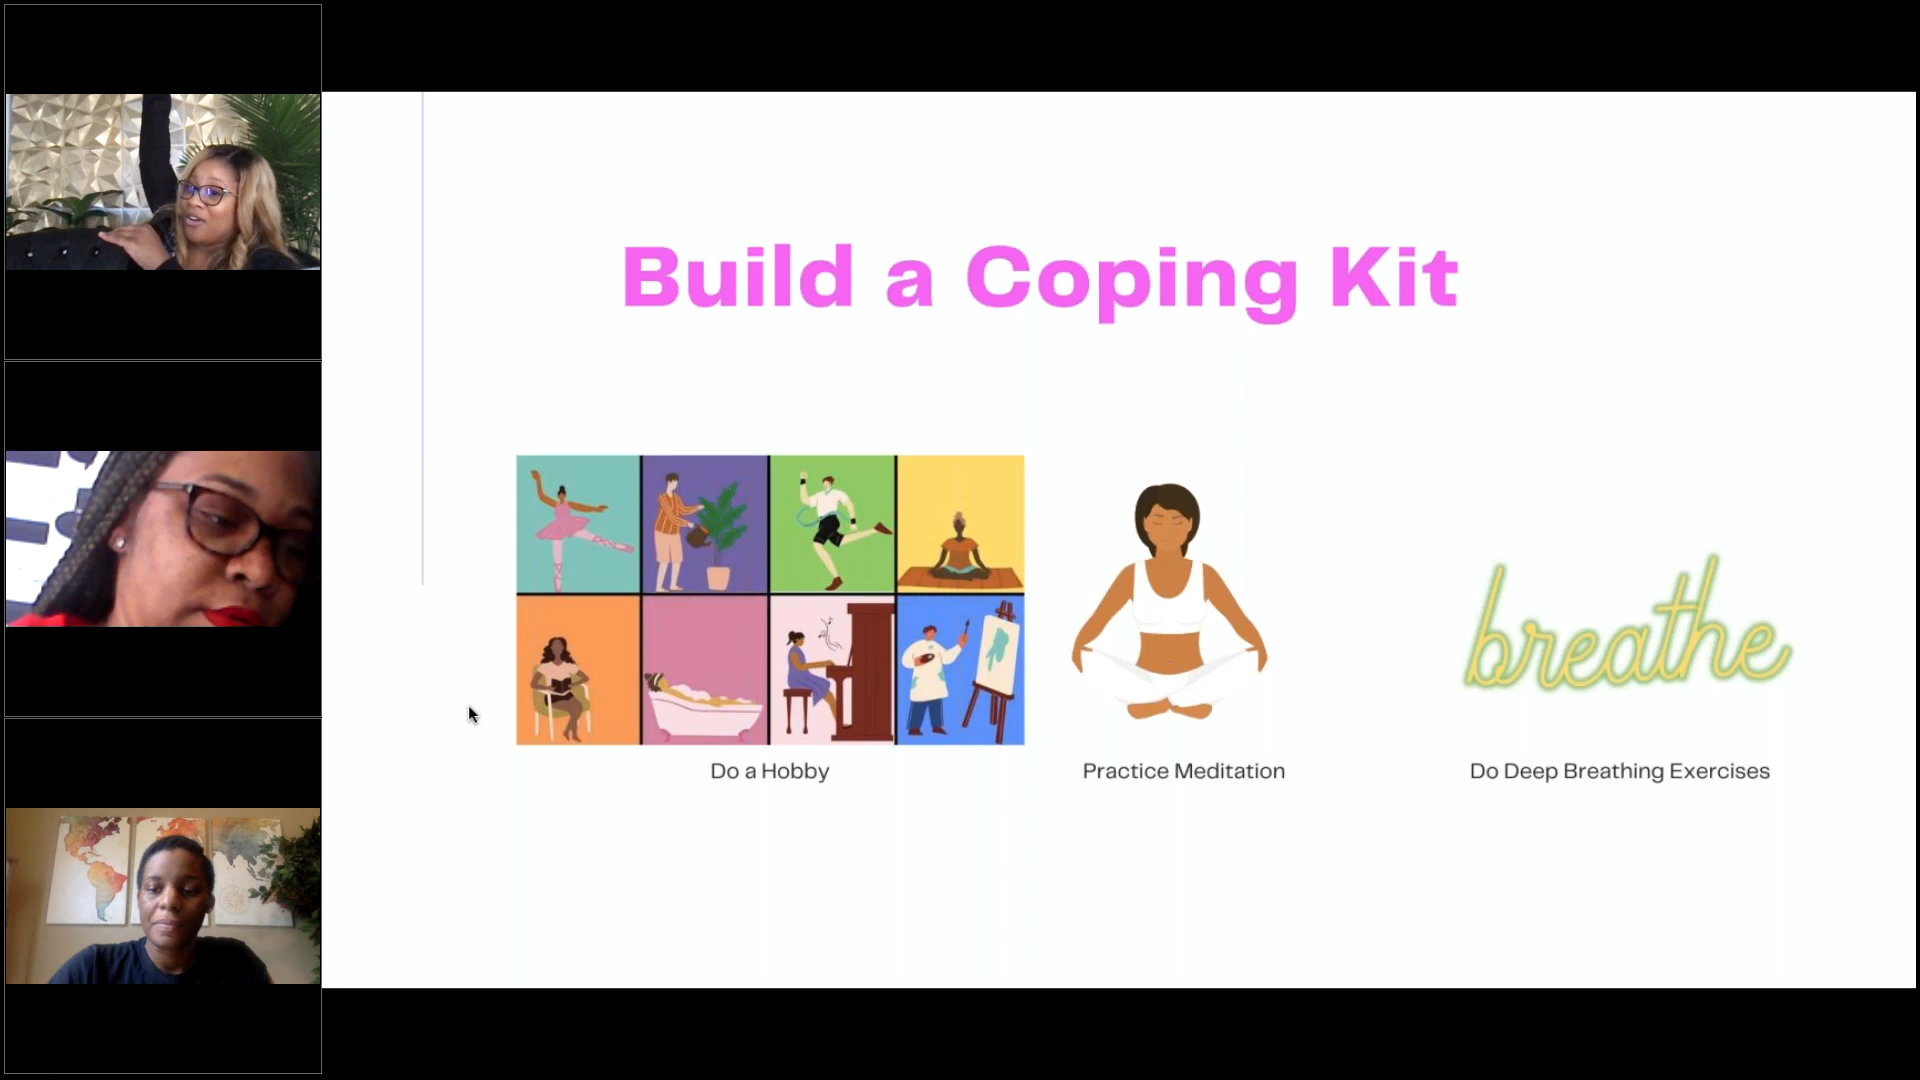 Build a Coping Kit
breathe
Do a Hobby
Practice Meditation
Do Deep Breathing Exercises